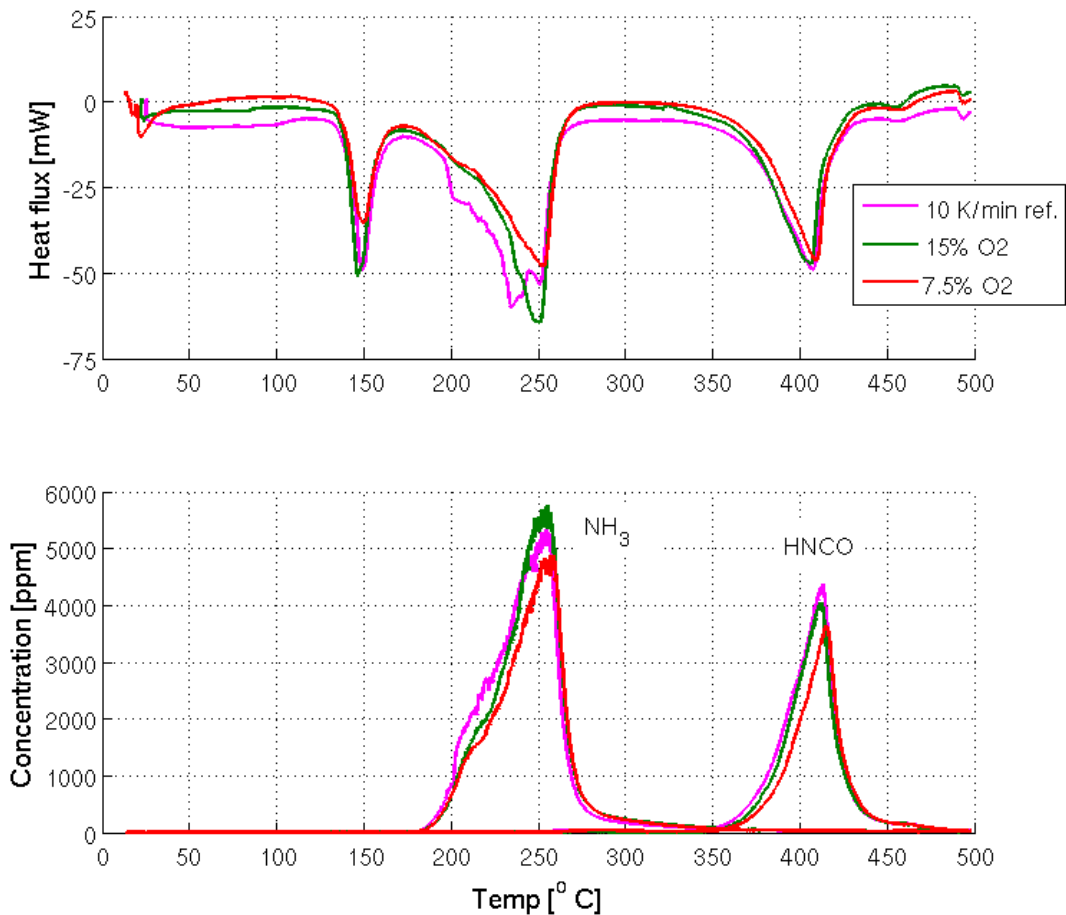 25
0
-25
-50
-75
Heat flux [mW]
0 50 100 150 200 250 300 350 400 450 500
10 K/min ref.
15% O2
7.5% O2
6000
5000
4000
3000
2000
1000
0
Concentration [ppm]
NH3
HNCO
0 50 100 150 200 250 300 350 400 450 500
Temp [° C]